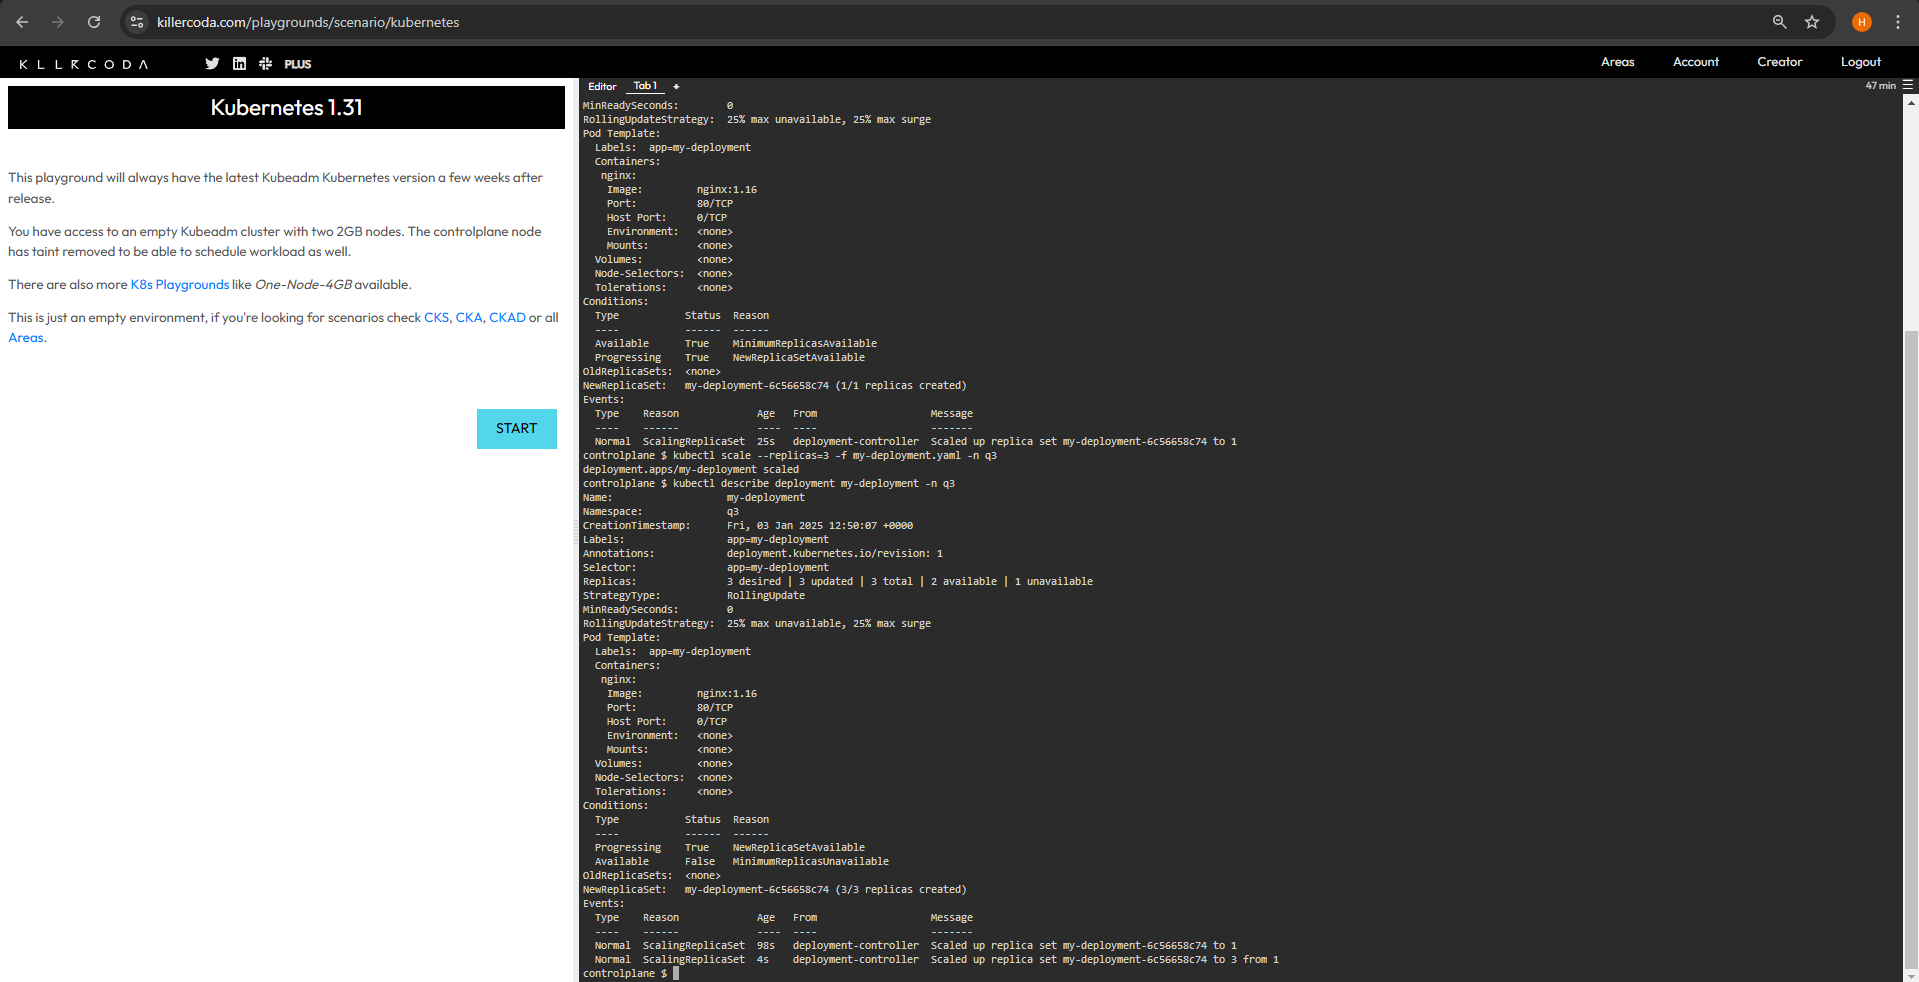 killercoda.com/playgrounds/scenario/kubernetes
H
KLLRCODA
PLUS
Areas
Account
Creator
Logout
Kubernetes 1.31
This playground will always have the latest Kubeadm Kubernetes version a few weeks after
release.
You have access to an empty Kubeadm cluster with two 2GB nodes. The controlplane node
has taint removed to be able to schedule workload as well.
There are also more K8s Playgrounds like One-Node-4GB available.
This is just an empty environment, if you're looking for scenarios check CKS, CKA, CKAD or all
Areas.
START
Editor Tab 1 +
47 min
MinReadySeconds: 0
RollingUpdateStrategy: 25% max unavailable, 25% max surge
Pod Template:
Labels: app=my-deployment
Containers:
nginx:
Image: nginx:1.16
Port: 80/TCP
Host Port: 0/TCP
Environment: <none>
Mounts: <none>
Volumes: <none>
Node-Selectors: <none>
Tolerations: <none>
Conditions:
Type Status Reason
---- ------ ------
Available True MinimumReplicasAvailable
Progressing True NewReplicaSetAvailable
OldReplicaSets: <none>
NewReplicaSet: my-deployment-6c56658c74 (1/1 replicas created)
Events:
Type Reason Age From Message
---- ------ ---- ---- -------
Normal ScalingReplicaSet 25s deployment-controller Scaled up replica set my-deployment-6c56658c74 to 1
controlplane $ kubectl scale --replicas=3 -f my-deployment.yaml -n q3
deployment.apps/my-deployment scaled
controlplane $ kubectl describe deployment my-deployment -n q3
Name: my-deployment
Namespace: q3
CreationTimestamp: Fri, 03 Jan 2025 12:50:07 +0000
Labels: app=my-deployment
Annotations: deployment.kubernetes.io/revision: 1
Selector: app=my-deployment
Replicas: 3 desired | 3 updated | 3 total | 2 available | 1 unavailable
StrategyType: RollingUpdate
MinReadySeconds: 0
RollingUpdateStrategy: 25% max unavailable, 25% max surge
Pod Template:
Labels: app=my-deployment
Containers:
nginx:
Image: nginx:1.16
Port: 80/TCP
Host Port: 0/TCP
Environment: <none>
Mounts: <none>
Volumes: <none>
Node-Selectors: <none>
Tolerations: <none>
Conditions:
Type Status Reason
---- ------ ------
Progressing True NewReplicaSetAvailable
Available False MinimumReplicasUnavailable
OldReplicaSets: <none>
NewReplicaSet: my-deployment-6c56658c74 (3/3 replicas created)
Events:
Type Reason Age From Message
---- ------ ---- ---- -------
Normal ScalingReplicaSet 98s deployment-controller Scaled up replica set my-deployment-6c56658c74 to 1
Normal ScalingReplicaSet 4s deployment-controller Scaled up replica set my-deployment-6c56658c74 to 3 from 1
controlplane $